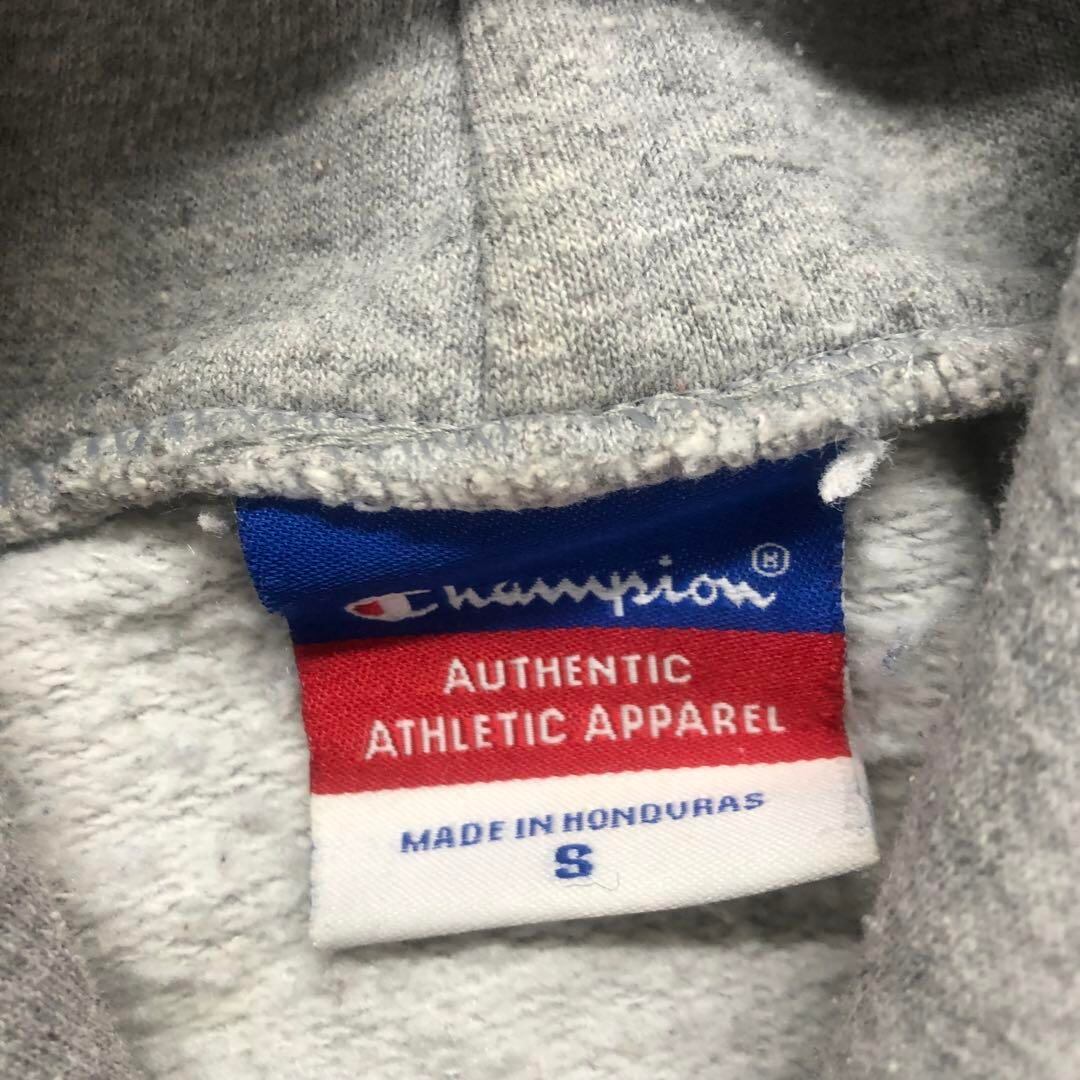 Champion®
AUTHENTIC
ATHLETIC APPAREL
MADE IN HONDURAS
S